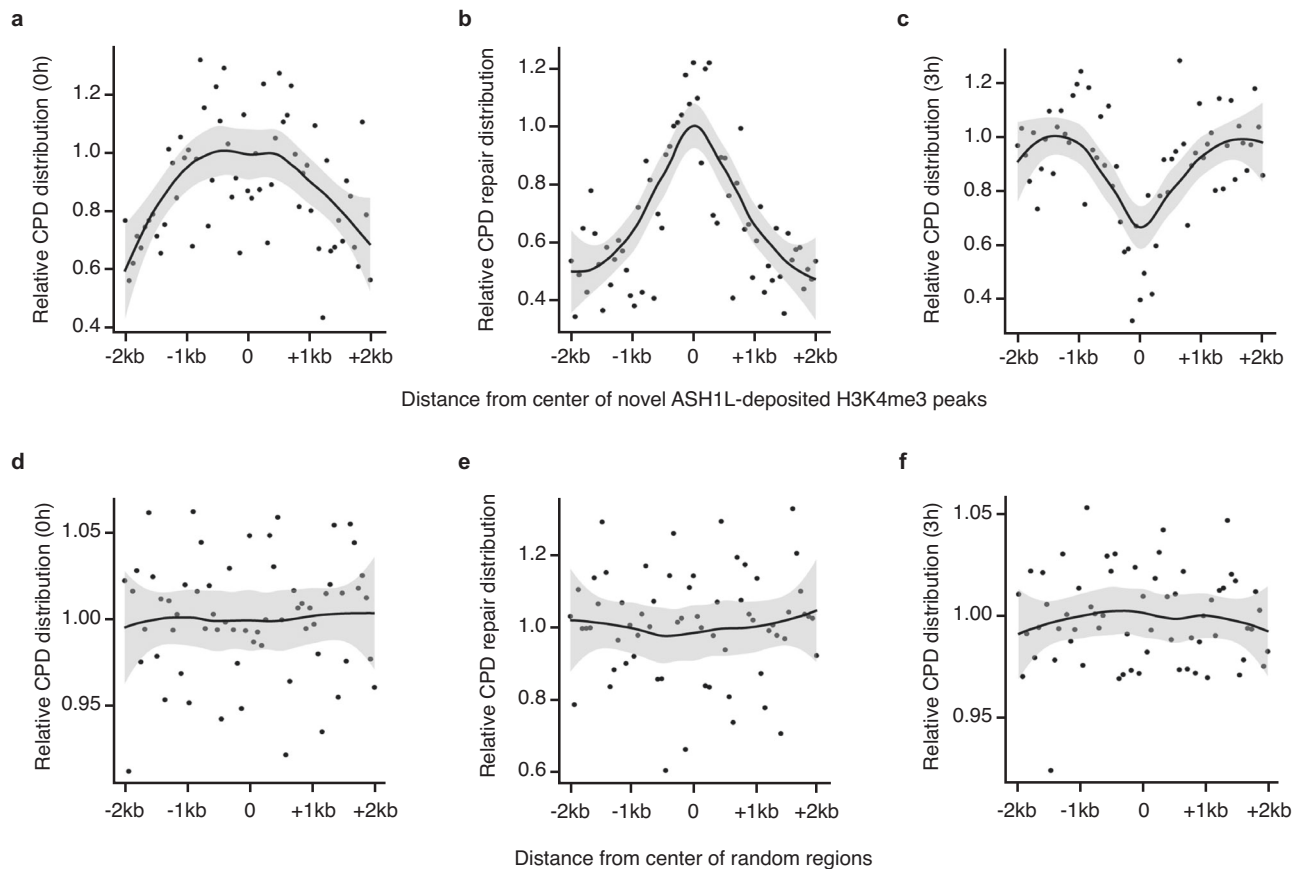 a
b
c
Relative CPD distribution (0h)
1.2
1.0
0.8
0.6
0.4
-2kb -1kb 0 +1kb +2kb
Relative CPD repair distribution
1.2
1.0
0.8
0.6
0.4
-2kb -1kb 0 +1kb +2kb
Relative CPD distribution (3h)
1.2
1.0
0.8
0.6
0.4
-2kb -1kb 0 +1kb +2kb
Distance from center of novel ASH1L-deposited H3K4me3 peaks
d
e
f
Relative CPD distribution (0h)
1.05
1.00
0.95
-2kb -1kb 0 +1kb +2kb
Relative CPD repair distribution
1.2
1.0
0.8
0.6
-2kb -1kb 0 +1kb +2kb
Relative CPD distribution (3h)
1.05
1.00
0.95
-2kb -1kb 0 +1kb +2kb
Distance from center of random regions